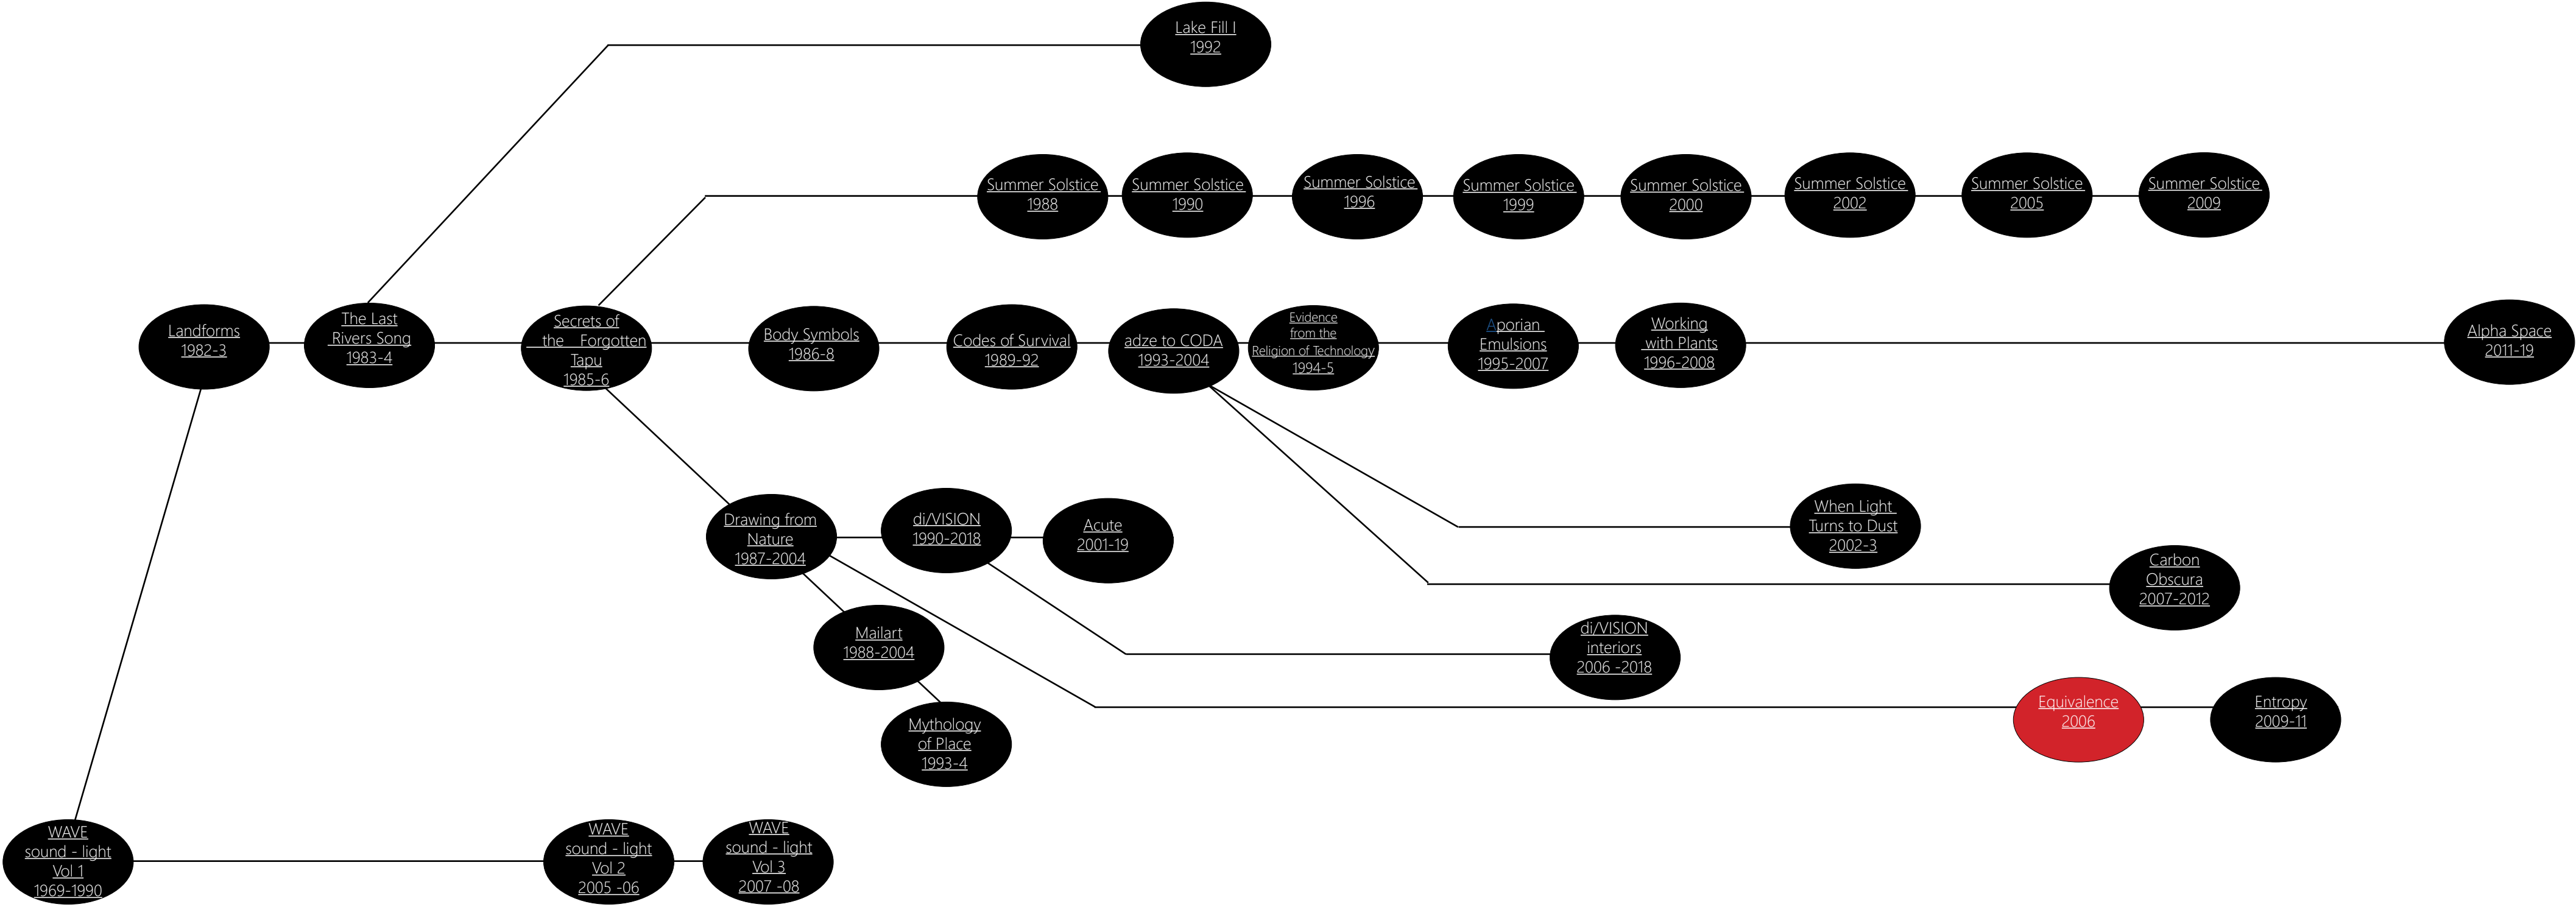 Lake Fill I
1992
Summer Solstice
1988
Summer Solstice
1990
Summer Solstice
1996
Summer Solstice
1999
Summer Solstice
2000
Summer Solstice
2002
Summer Solstice
2005
Summer Solstice
2009
Landforms
1982-3
The Last
Rivers Song
1983-4
Secrets of
the Forgotten
Tapu
1985-6
Body Symbols
1986-8
Codes of Survival
1989-92
adze to CODA
1993-2004
Evidence
from the
Religion of Technology
1994-5
Aporian
Emulsions
1995-2007
Working
with Plants
1996-2008
Alpha Space
2011-19
Drawing from
Nature
1987-2004
di/VISION
1990-2018
Acute
2001-19
When Light
Turns to Dust
2002-3
Carbon
Obscura
2007-2012
Mailart
1988-2004
di/VISION
interiors
2006 -2018
Mythology
of Place
1993-4
Equivalence
2006
Entropy
2009-11
WAVE
sound - light
Vol 1
1969-1990
WAVE
sound - light
Vol 2
2005 -06
WAVE
sound - light
Vol 3
2007 -08